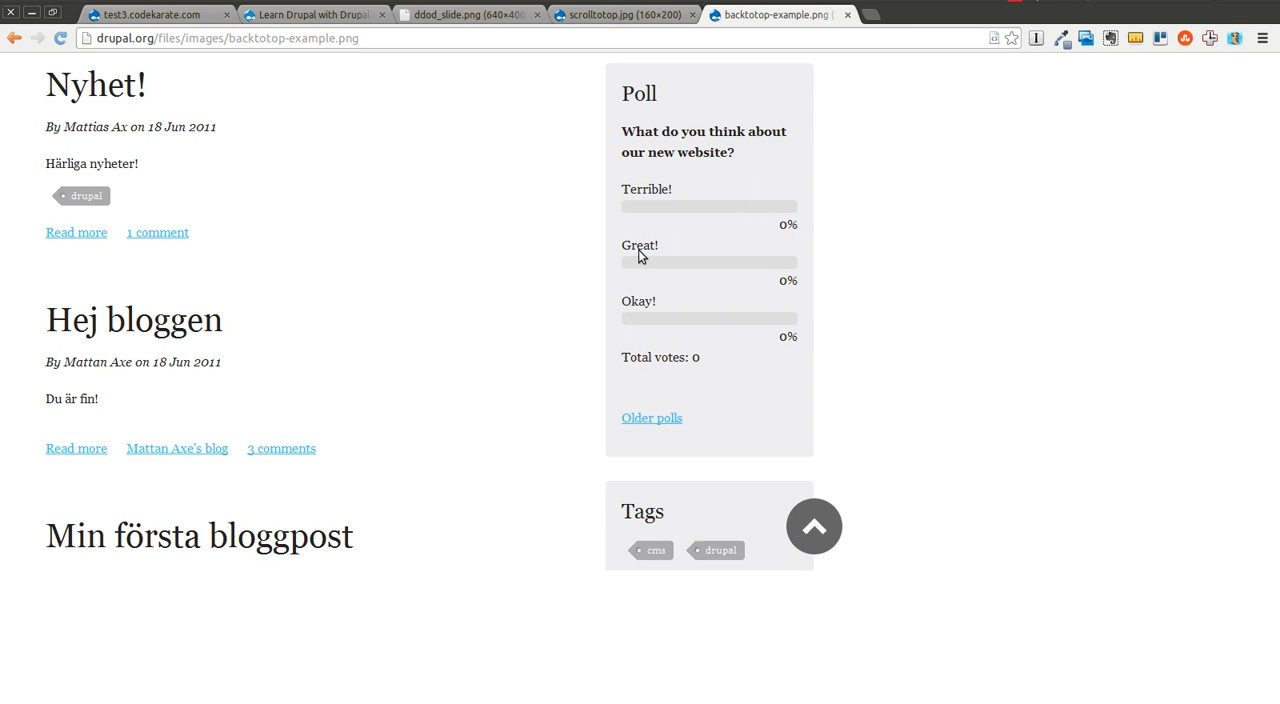 test3.codekarate.com
Learn Drupal with Drupal
ddod_slide.png (640×400
scrolltotop.jpg (160×200)
backtotop-example.png (
drupal.org/files/images/backtotop-example.png
Nyhet!
By Mattias Ax on 18 Jun 2011
Härliga nyheter!
drupal
Read more 1 comment
Hej bloggen
By Mattan Axe on 18 Jun 2011
Du är fin!
Read more Mattan Axe's blog 3 comments
Min första bloggpost
Poll
What do you think about
our new website?
Terrible!
0%
Great!
0%
Okay!
0%
Total votes: 0
Older polls
Tags
cms drupal